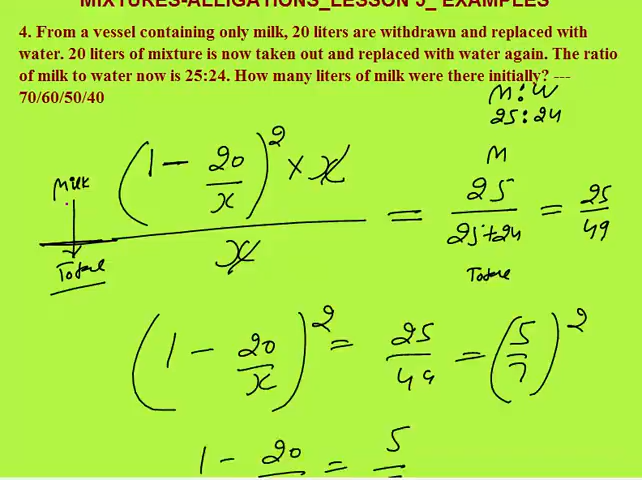 MIXTURES-ALLIGATIONS_LESSON 5_ EXAMPLES
4. From a vessel containing only milk, 20 liters are withdrawn and replaced with
water. 20 liters of mixture is now taken out and replaced with water again. The ratio
of milk to water now is 25:24. How many liters of milk were there initially? ---
70/60/50/40
M:W
25:24
Milk
Total
(1 - 20/x)^2 × x / x = 25/(25+24) = 25/49
M
Total
(1 - 20/x)^2 = 25/49 = (5/7)^2
1 - 20 = 5